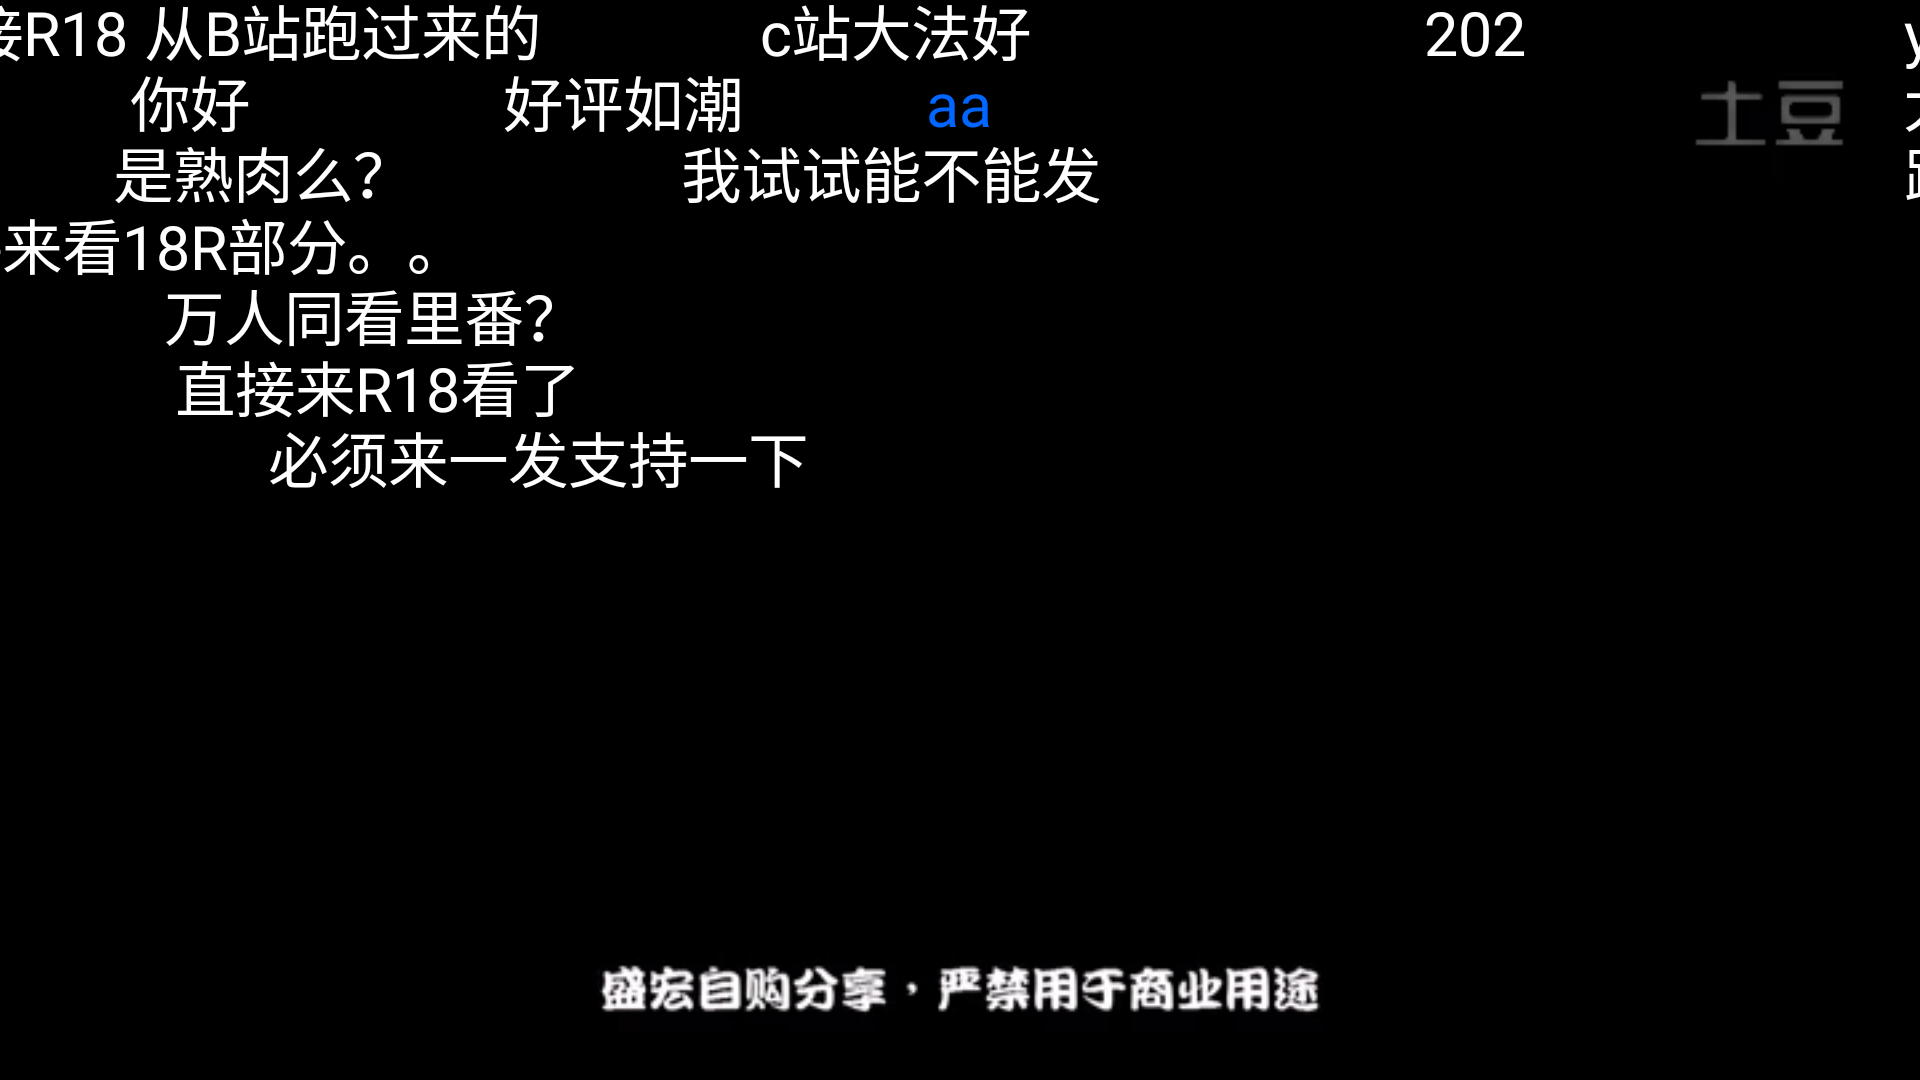 接R18 从B站跑过来的 c站大法好 202
你好 好评如潮 aa
土豆
是熟肉么? 我试试能不能发
来看18R部分。。
万人同看里番?
直接来R18看了
必须来一发支持一下
盛宏自购分享，严禁用于商业用途